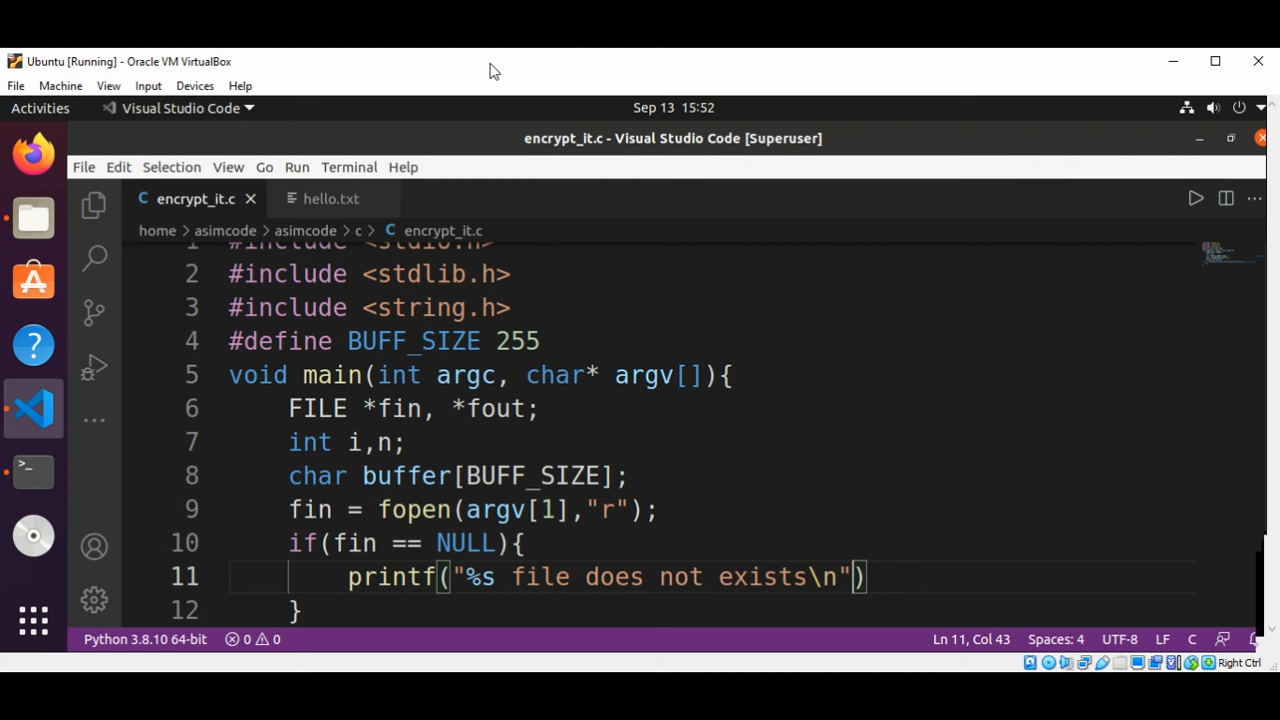 Ubuntu [Running] - Oracle VM VirtualBox
File Machine View Input Devices Help
Activities Visual Studio Code Sep 13 15:52
encrypt_it.c - Visual Studio Code [Superuser]
File Edit Selection View Go Run Terminal Help
C encrypt_it.c hello.txt
home > asimcode > asimcode > c > C encrypt_it.c
1 #include <stdio.h>
2 #include <stdlib.h>
3 #include <string.h>
4 #define BUFF_SIZE 255
5 void main(int argc, char* argv[]){
6 FILE *fin, *fout;
7 int i,n;
8 char buffer[BUFF_SIZE];
9 fin = fopen(argv[1],"r");
10 if(fin == NULL){
11 printf("%s file does not exists\n")
12 }
Python 3.8.10 64-bit 0 0 Ln 11, Col 43 Spaces: 4 UTF-8 LF C
Right Ctrl